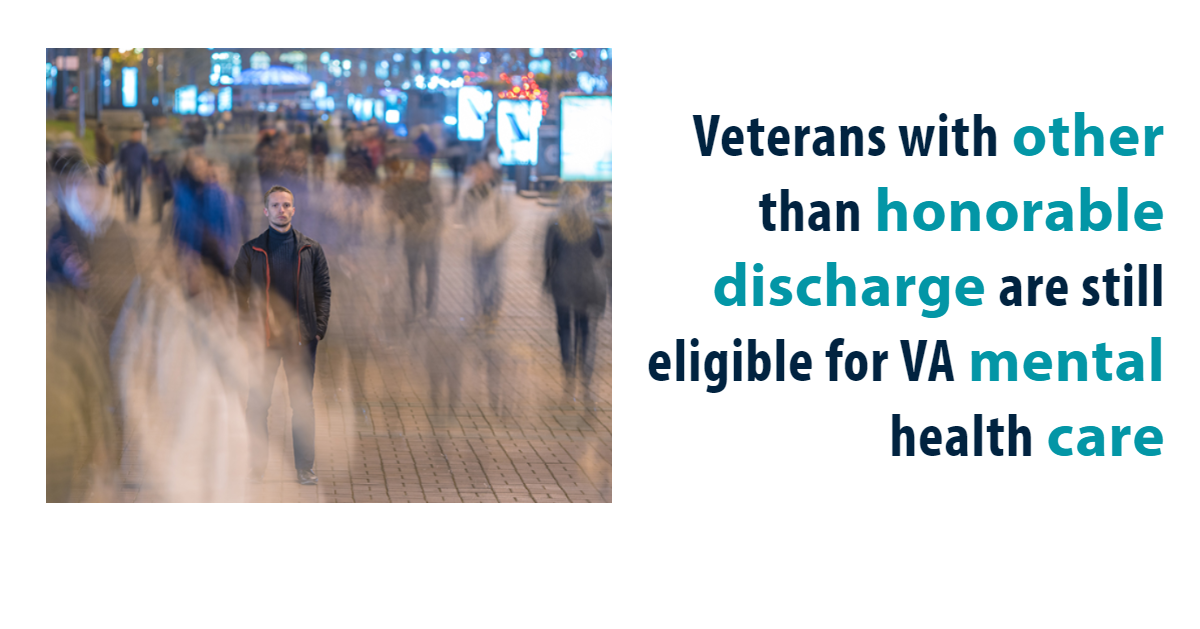 Veterans with other
than honorable
discharge are still
eligible for VA mental
health care